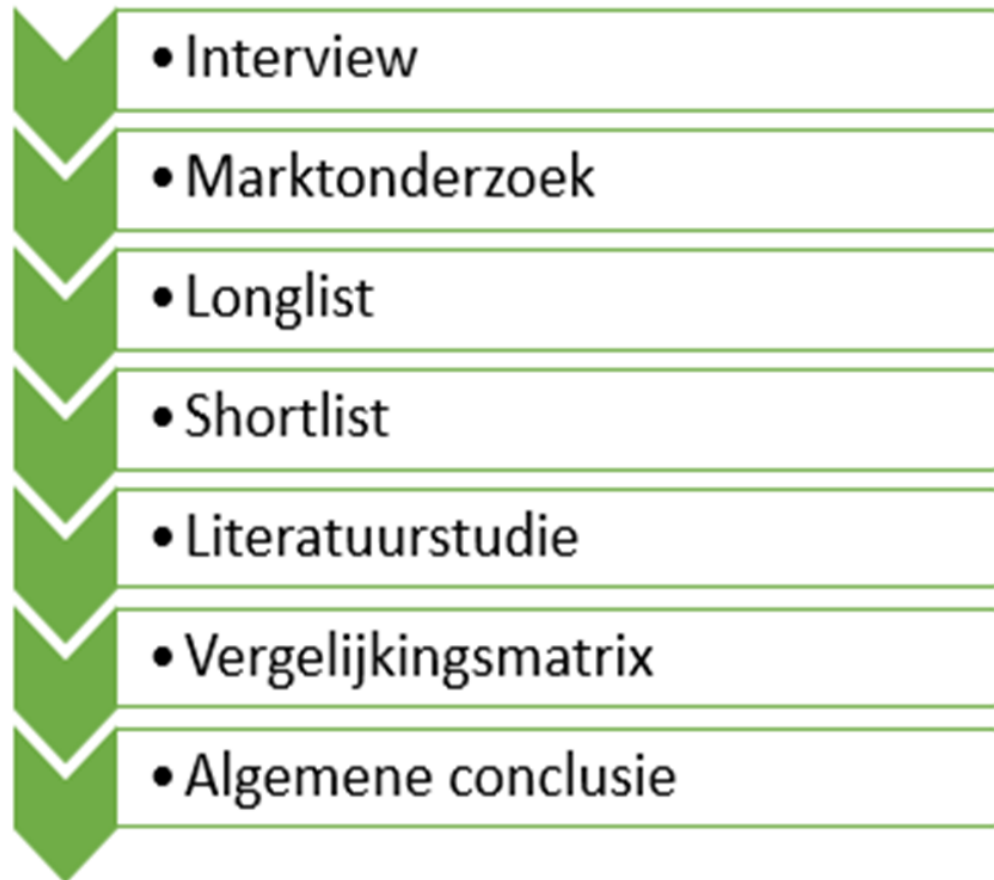 • Interview
• Marktonderzoek
• Longlist
• Shortlist
• Literatuurstudie
• Vergelijkingsmatrix
• Algemene conclusie